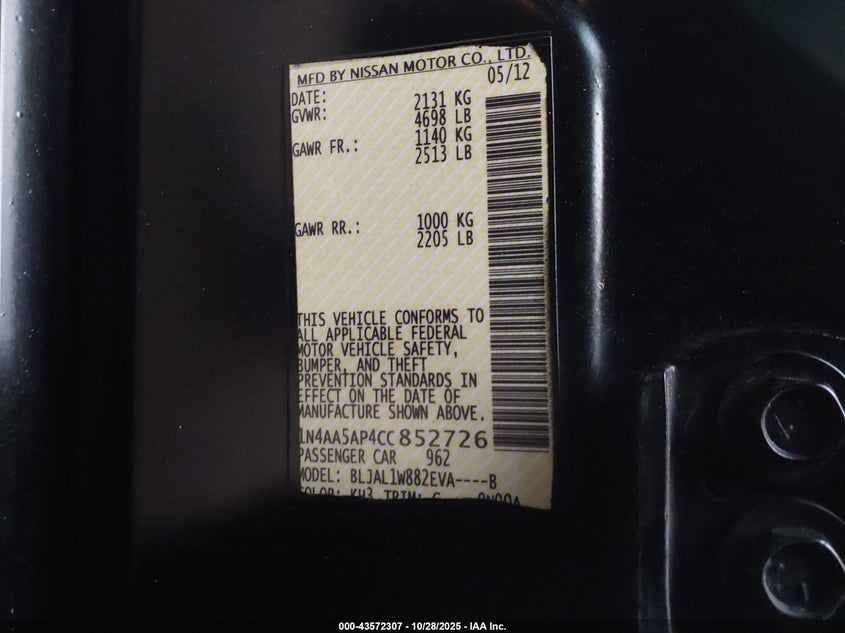 MFD BY NISSAN MOTOR CO., LTD.
05/12
DATE:
GVWR: 2131 KG
4698 LB
GAWR FR.: 1140 KG
2513 LB
GAWR RR.: 1000 KG
2205 LB
THIS VEHICLE CONFORMS TO
ALL APPLICABLE FEDERAL
MOTOR VEHICLE SAFETY,
BUMPER, AND THEFT
PREVENTION STANDARDS IN
EFFECT ON THE DATE OF
MANUFACTURE SHOWN ABOVE.
1N4AA5AP4CC852726
PASSENGER CAR 962
MODEL: BLJAL1W882EVA----B
COLOR: KH3 TRIM: G
000-43572307 - 10/28/2025 - IAA Inc.